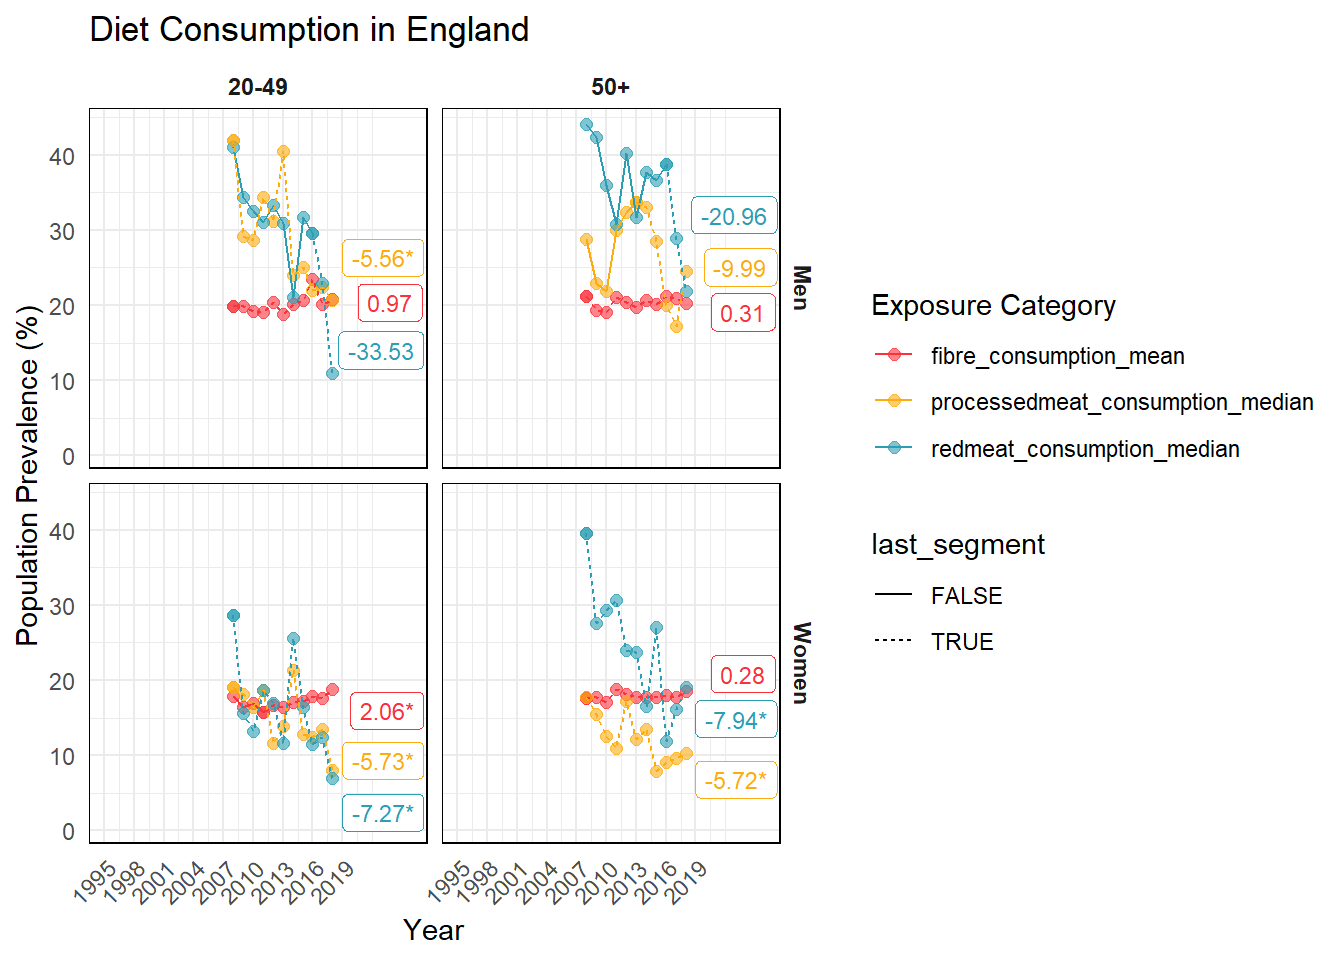 Diet Consumption in England
20-49
50+
40
30
20
10
0
-5.56*
0.97
-33.53
-20.96
-9.99
0.31
Men
40
30
20
10
0
2.06*
-5.73*
-7.27*
0.28
-7.94*
-5.72*
Women
Population Prevalence (%)
1995 1998 2001 2004 2007 2010 2013 2016 2019
1995 1998 2001 2004 2007 2010 2013 2016 2019
Year
Exposure Category
fibre_consumption_mean
processedmeat_consumption_median
redmeat_consumption_median
last_segment
FALSE
TRUE